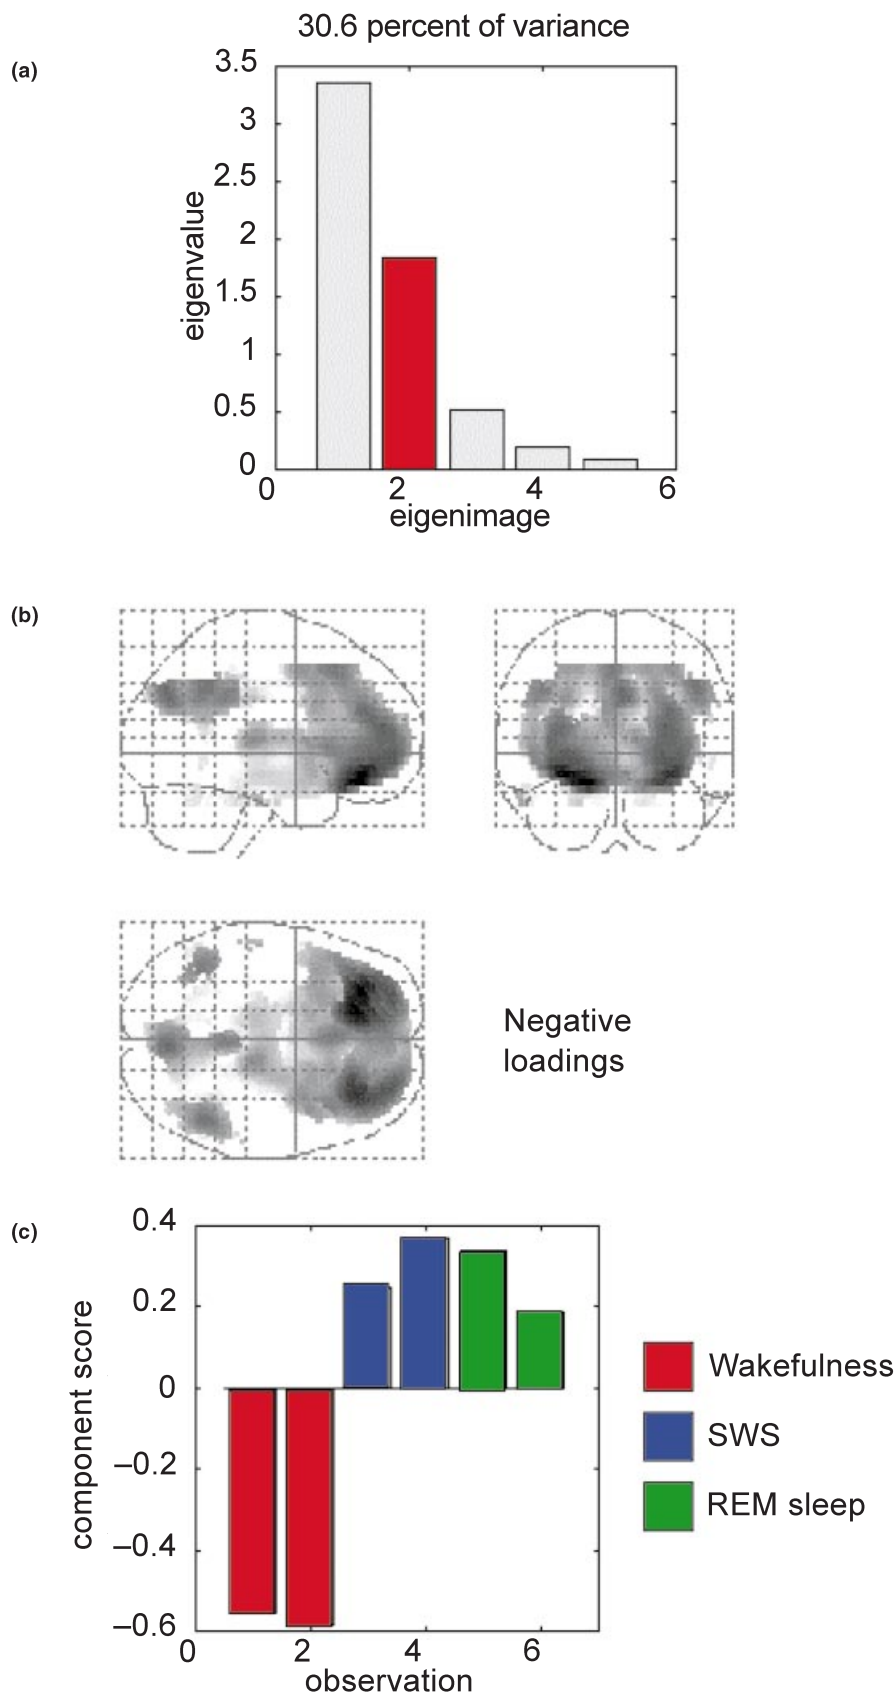 30.6 percent of variance
(a)
3.5
3
2.5
2
1.5
1
0.5
0
eigenvalue
0 2 4 6
eigenimage
(b)
Negative
loadings
(c)
0.4
0.2
0
–0.2
–0.4
–0.6
component score
0 2 4 6
observation
Wakefulness
SWS
REM sleep